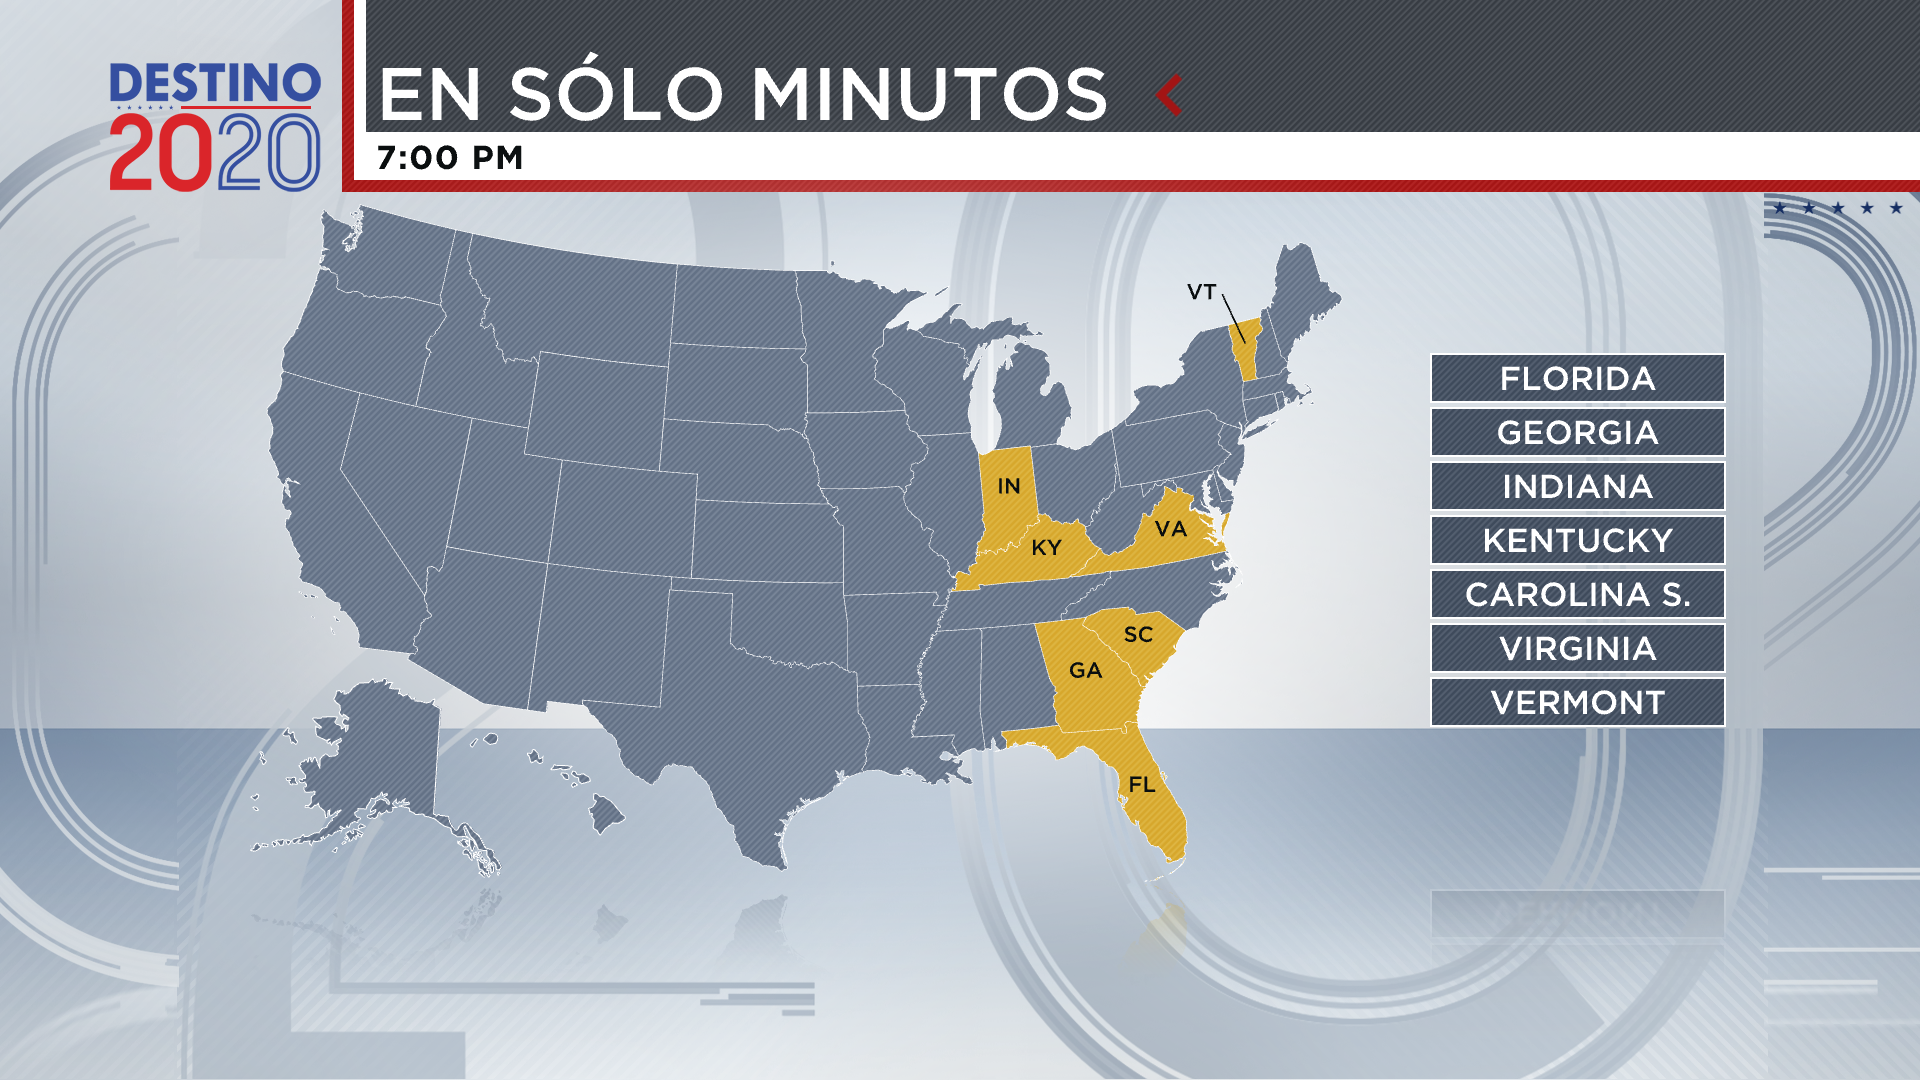 DESTINO
2020
EN SÓLO MINUTOS
7:00 PM
VT
IN
KY
VA
SC
GA
FL
FLORIDA
GEORGIA
INDIANA
KENTUCKY
CAROLINA S.
VIRGINIA
VERMONT